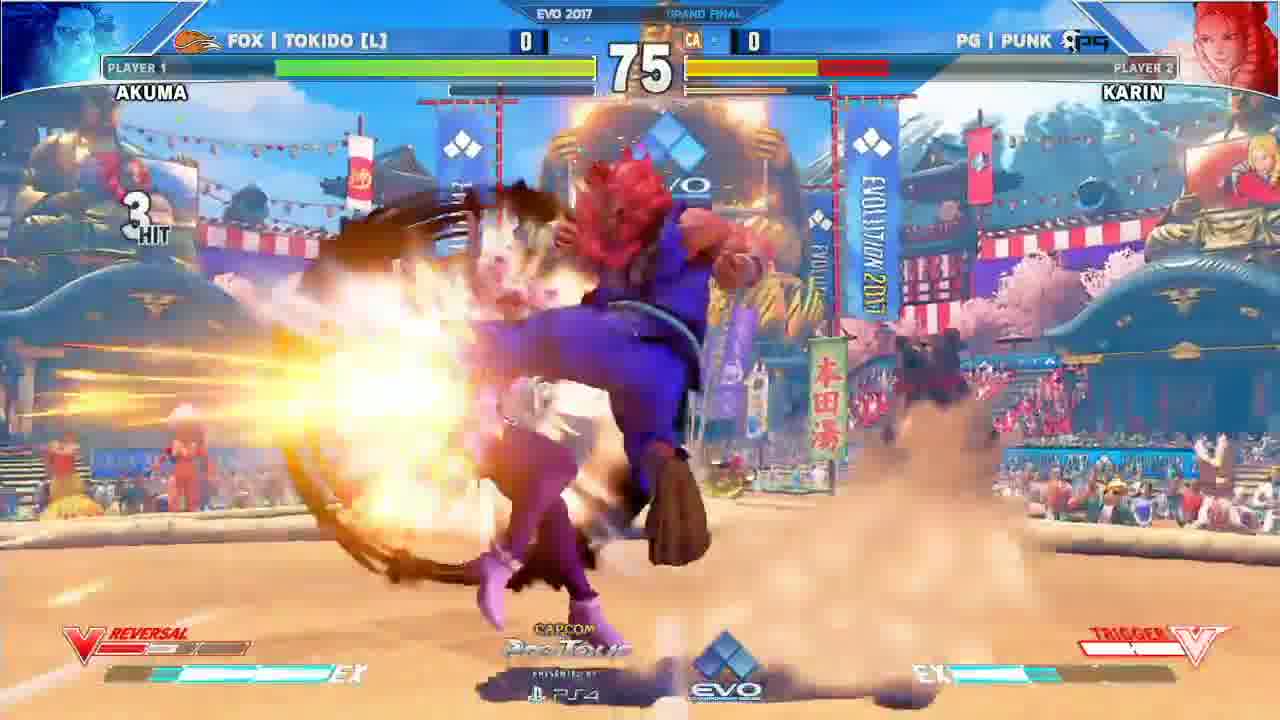 EVO 2017 GRAND FINAL
FOX | TOKIDO [L] 0 75 CA 0 PG | PUNK
PLAYER 1 PLAYER 2
AKUMA KARIN
3 HIT
VO
EVOLUTION 2017
本田湯
REVERSAL
EX
TRIGGER
EX
CAPCOM
Pro Tour
PS4
EVO